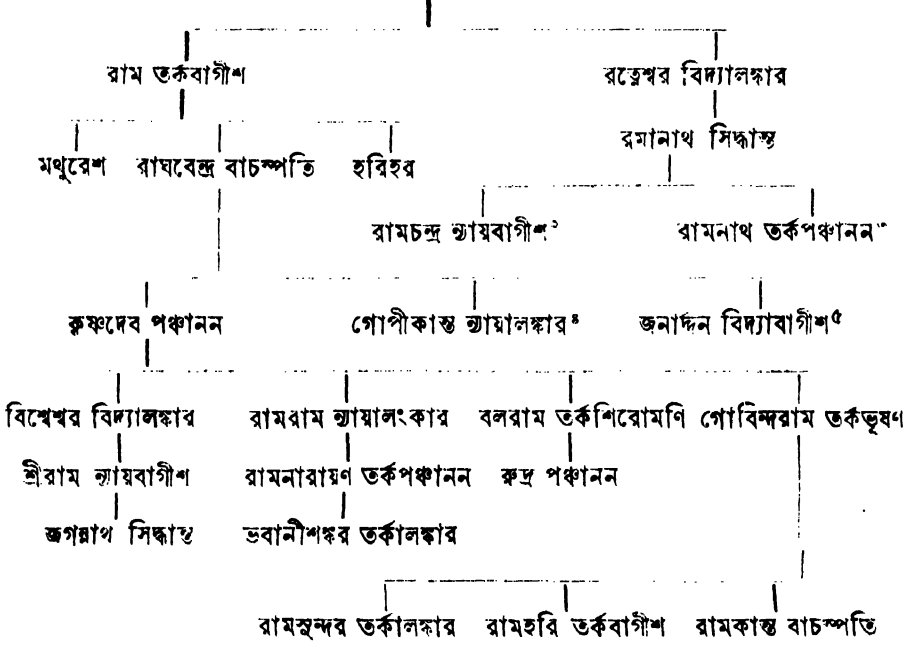 রাম তর্কবাগীশ রত্নেশ্বর বিদ্যালঙ্কার
রমানাথ সিদ্ধান্ত
মথুরেশ রাঘবেন্দ্র বাচস্পতি হরিহর
রামচন্দ্র ন্যায়বাগীশ রামনাথ তর্কপঞ্চানন
কৃষ্ণদেব পঞ্চানন গোপীকান্ত ন্যায়ালঙ্কার⁴ জনার্দ্দন বিদ্যাবাগীশ⁵
বিশ্বেশ্বর বিদ্যালঙ্কার রামরাম ন্যায়ালংকার বলরাম তর্কশিরোমণি গোবিন্দরাম তর্কভূষণ
শ্রীরাম ন্যায়বাগীশ রামনারায়ণ তর্কপঞ্চানন রুদ্র পঞ্চানন
জগন্নাথ সিদ্ধান্ত ভবানীশঙ্কর তর্কালঙ্কার
রামসুন্দর তর্কালঙ্কার রামহরি তর্কবাগীশ রামকান্ত বাচস্পতি